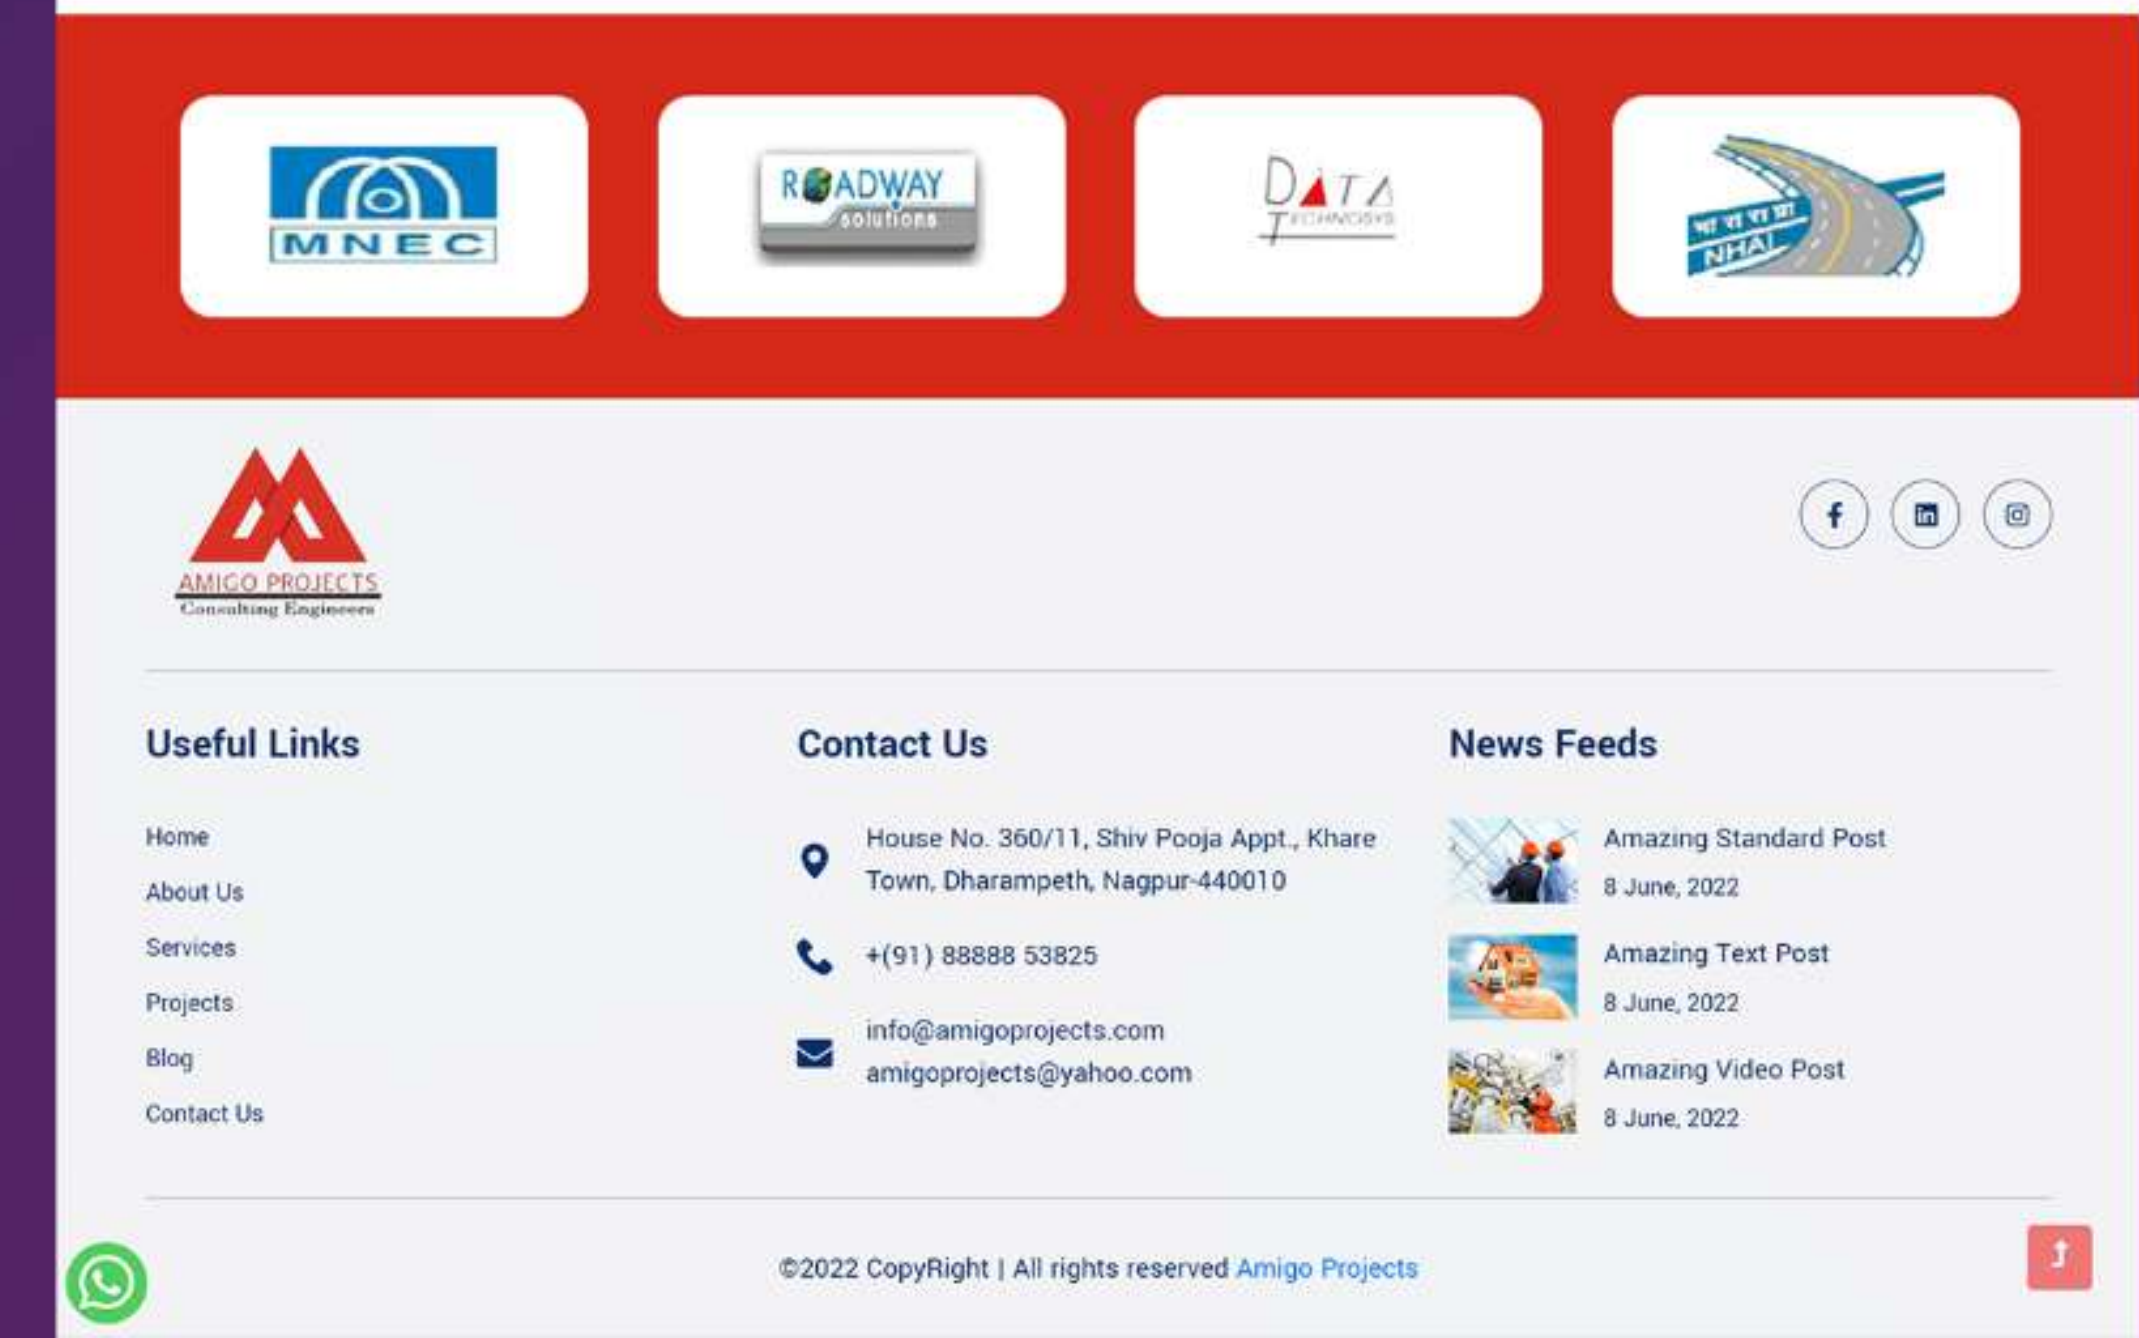 MNEC
ROADWAY
solutions
DATA
TECHNOSYS
भा रा रा प्रा
NHAI
AMIGO PROJECTS
Consulting Engineers
Useful Links
Contact Us
News Feeds
Home
About Us
Services
Projects
Blog
Contact Us
House No. 360/11, Shiv Pooja Appt., Khare
Town, Dharampeth, Nagpur-440010
+(91) 88888 53825
info@amigoprojects.com
amigoprojects@yahoo.com
Amazing Standard Post
8 June, 2022
Amazing Text Post
8 June, 2022
Amazing Video Post
8 June, 2022
©2022 CopyRight | All rights reserved Amigo Projects